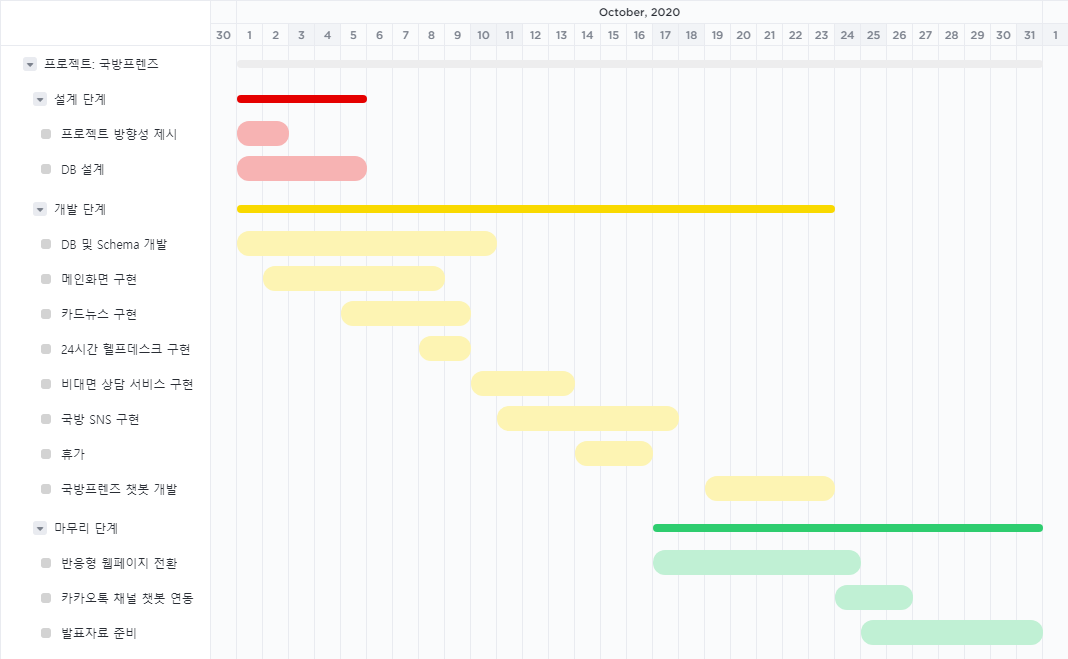 October, 2020
30 1 2 3 4 5 6 7 8 9 10 11 12 13 14 15 16 17 18 19 20 21 22 23 24 25 26 27 28 29 30 31 1
프로젝트: 국방프렌즈
설계 단계
프로젝트 방향성 제시
DB 설계
개발 단계
DB 및 Schema 개발
메인화면 구현
카드뉴스 구현
24시간 헬프데스크 구현
비대면 상담 서비스 구현
국방 SNS 구현
휴가
국방프렌즈 챗봇 개발
마무리 단계
반응형 웹페이지 전환
카카오톡 채널 챗봇 연동
발표자료 준비